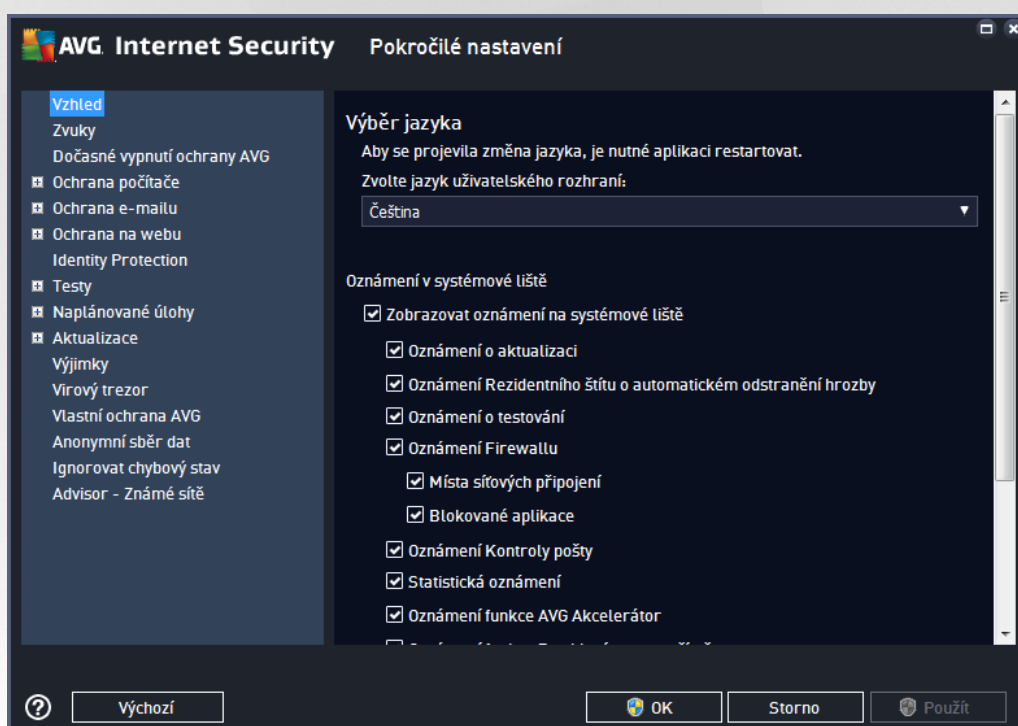 AVG. Internet Security Pokročilé nastavení
Vzhled
Zvuky
Dočasné vypnutí ochrany AVG
Ochrana počítače
Ochrana e-mailu
Ochrana na webu
Identity Protection
Testy
Naplánované úlohy
Aktualizace
Výjimky
Virový trezor
Vlastní ochrana AVG
Anonymní sběr dat
Ignorovat chybový stav
Advisor - Známé sítě
Výběr jazyka
Aby se projevila změna jazyka, je nutné aplikaci restartovat.
Zvolte jazyk uživatelského rozhraní:
Čeština
Oznámení v systémové liště
Zobrazovat oznámení na systémové liště
Oznámení o aktualizaci
Oznámení Rezidentního štítu o automatickém odstranění hrozby
Oznámení o testování
Oznámení Firewallu
Místa síťových připojení
Blokované aplikace
Oznámení Kontroly pošty
Statistická oznámení
Oznámení funkce AVG Akcelerátor
Výchozí
OK
Storno
Použít